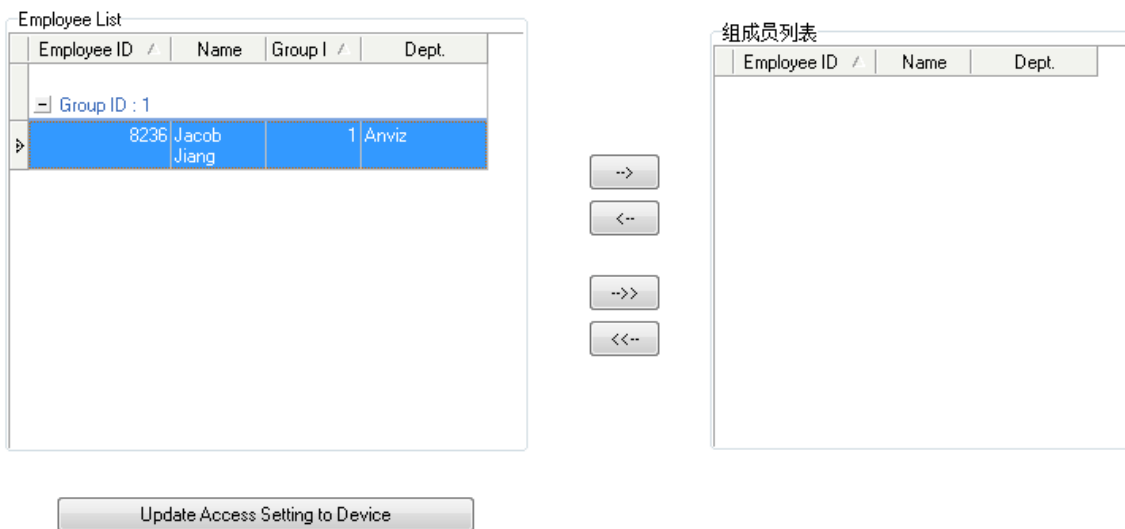 Employee List
Employee ID Name Group I Dept.
Group ID : 1
8236 Jacob Jiang 1 Anviz
-->
<--
-->>
<<--
组成员列表
Employee ID Name Dept.
Update Access Setting to Device